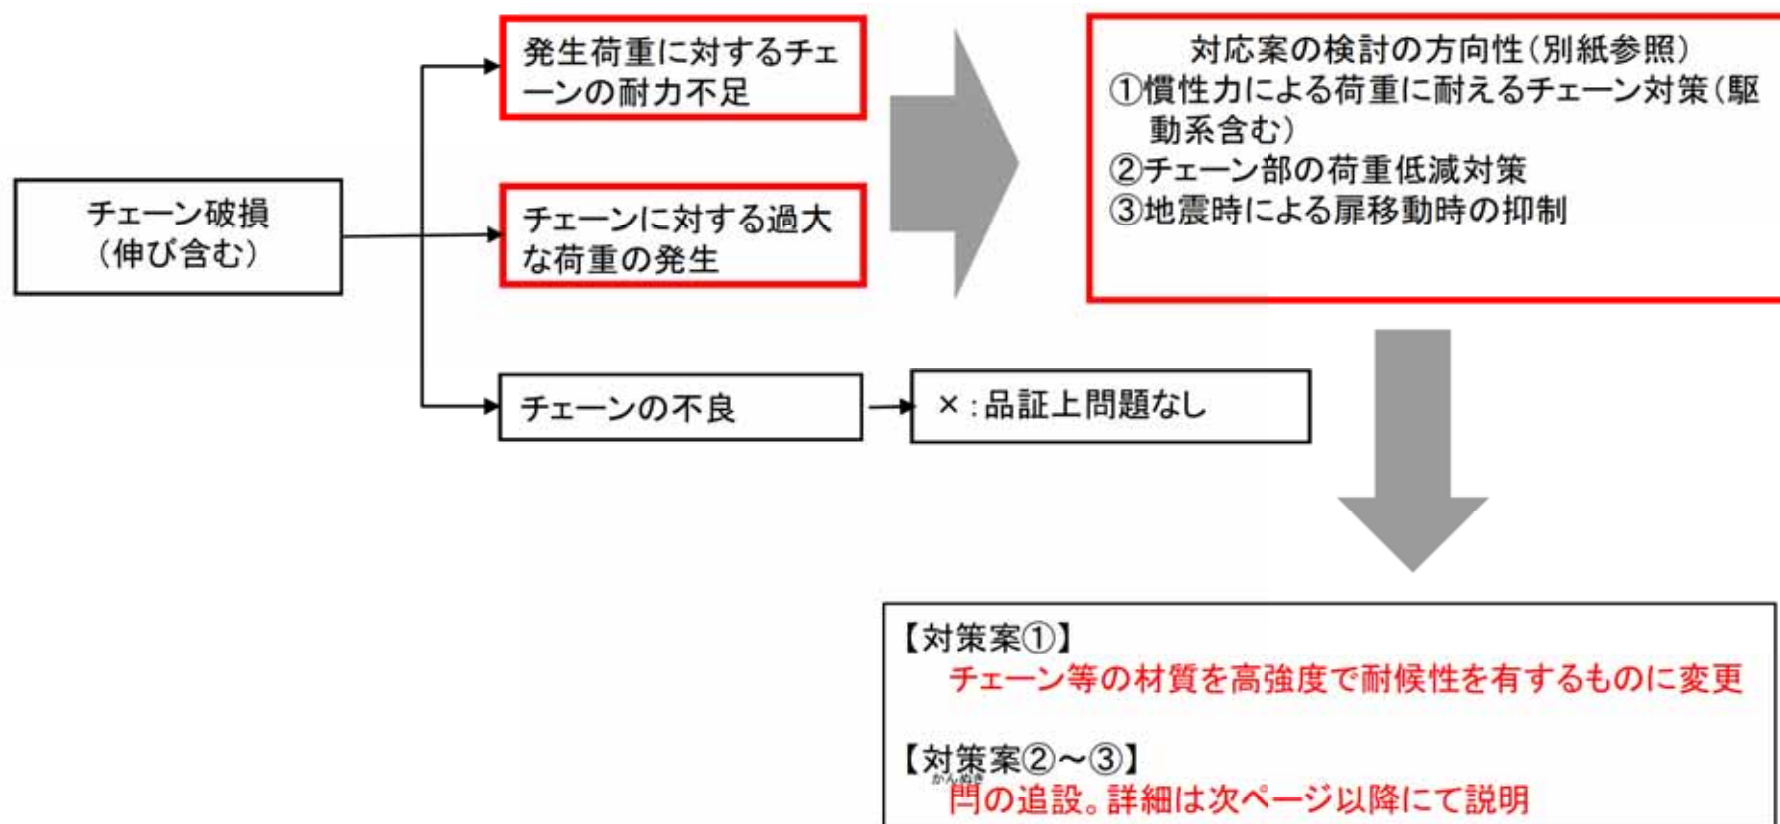 チェーン破損
(伸び含む)
発生荷重に対するチェ
ーンの耐力不足
チェーンに対する過大
な荷重の発生
チェーンの不良
×:品証上問題なし
対応案の検討の方向性(別紙参照)
①慣性力による荷重に耐えるチェーン対策(駆
動系含む)
②チェーン部の荷重低減対策
③地震時による扉移動時の抑制
【対策案①】
チェーン等の材質を高強度で耐候性を有するものに変更
【対策案②～③】
かんぬき
閂の追設。詳細は次ページ以降にて説明